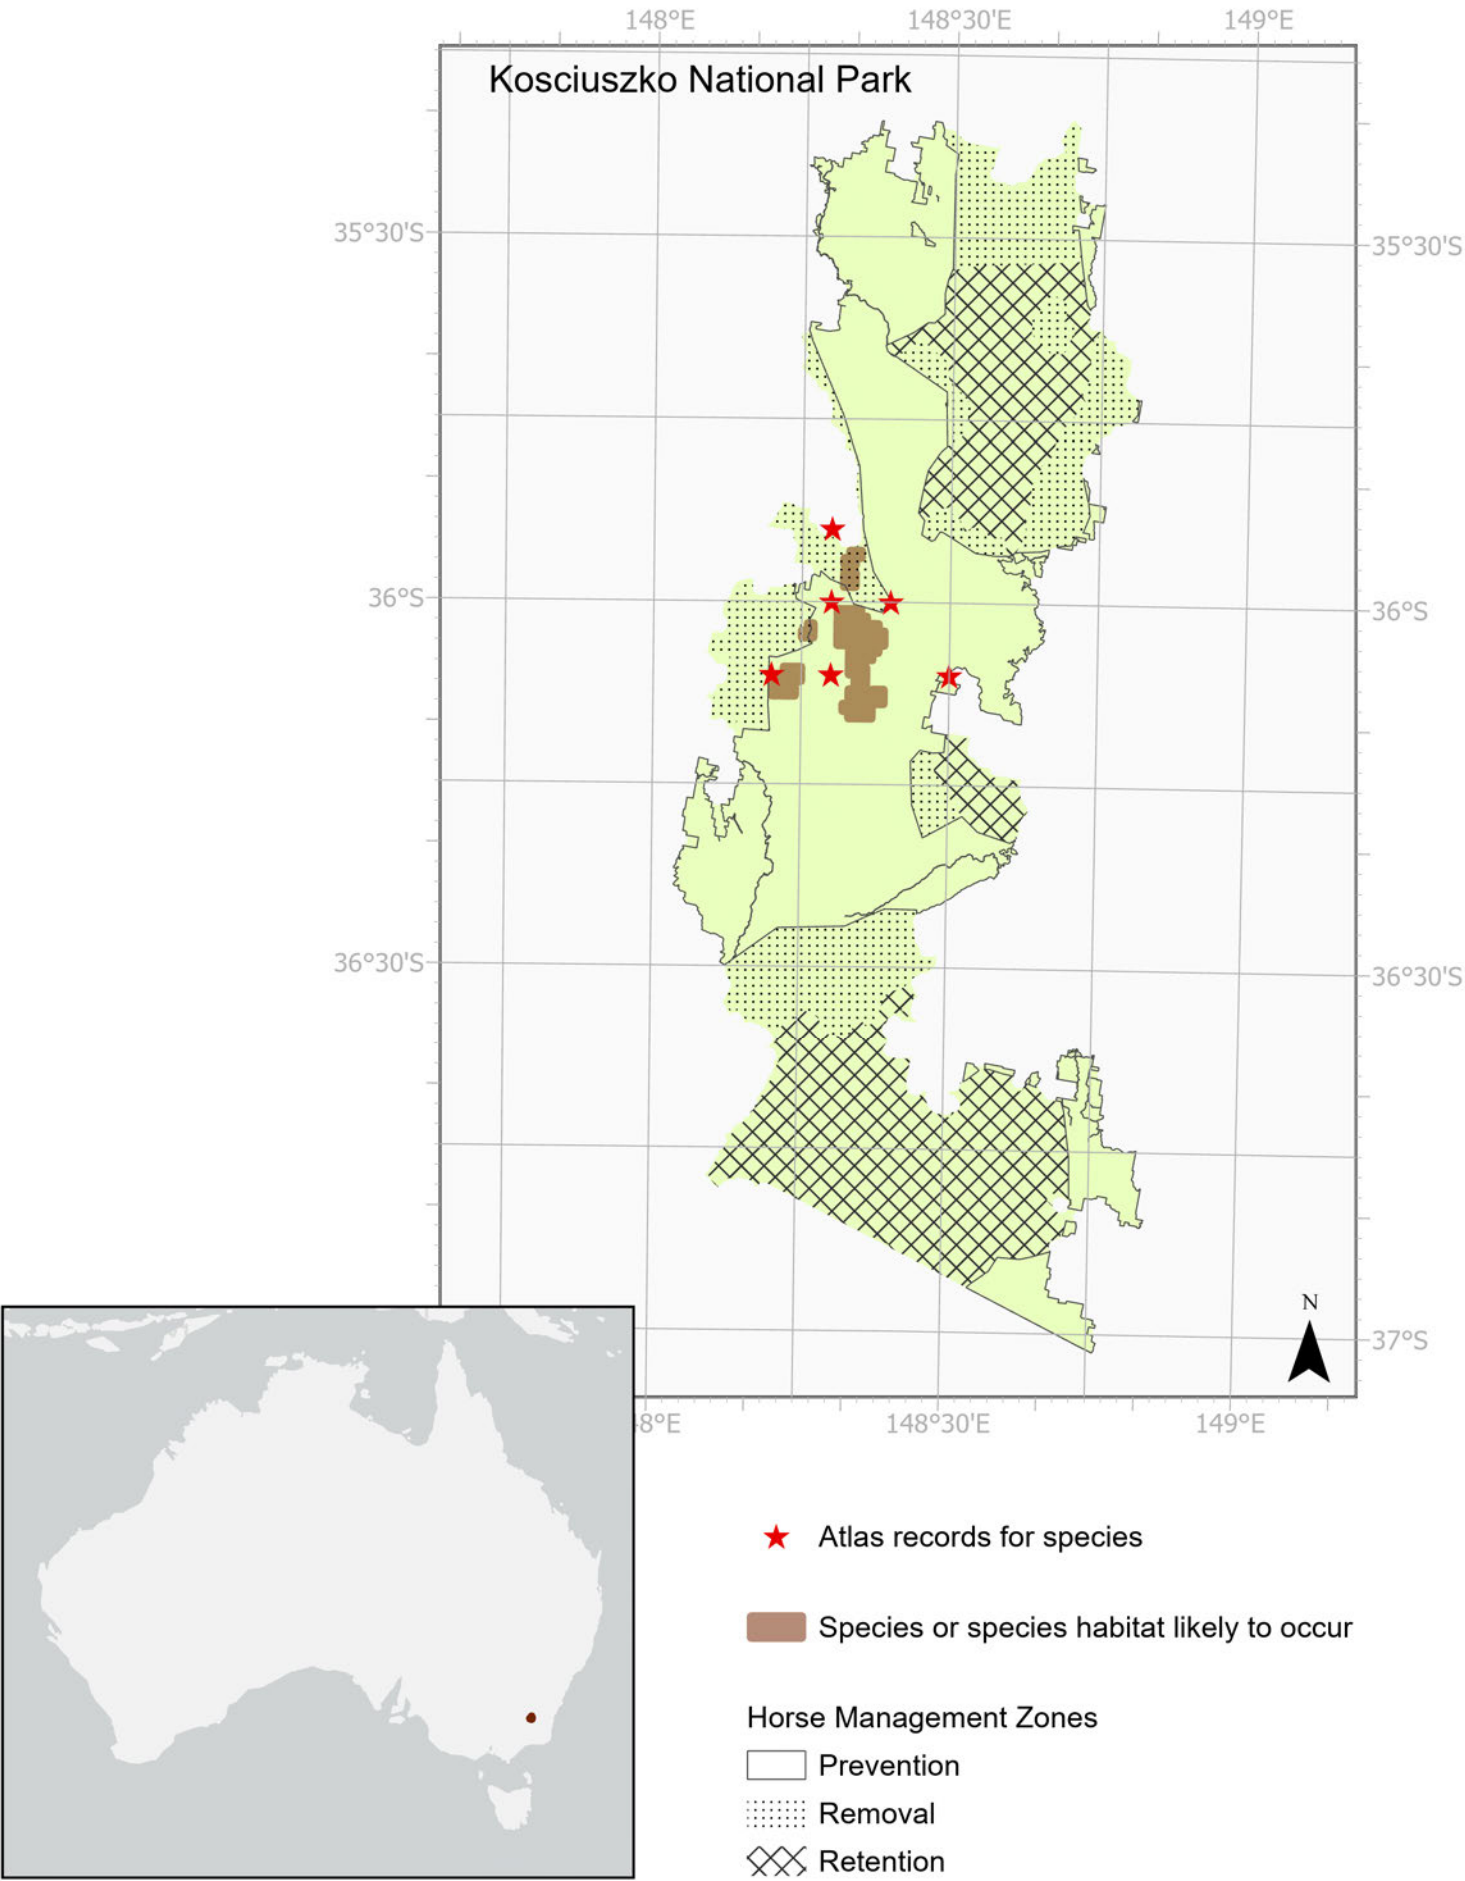 148°E 148°30'E 149°E
Kosciuszko National Park
35°30'S 35°30'S
36°S 36°S
36°30'S 36°30'S
N
37°S
8°E 148°30'E 149°E
Atlas records for species
Species or species habitat likely to occur
Horse Management Zones
Prevention
Removal
Retention